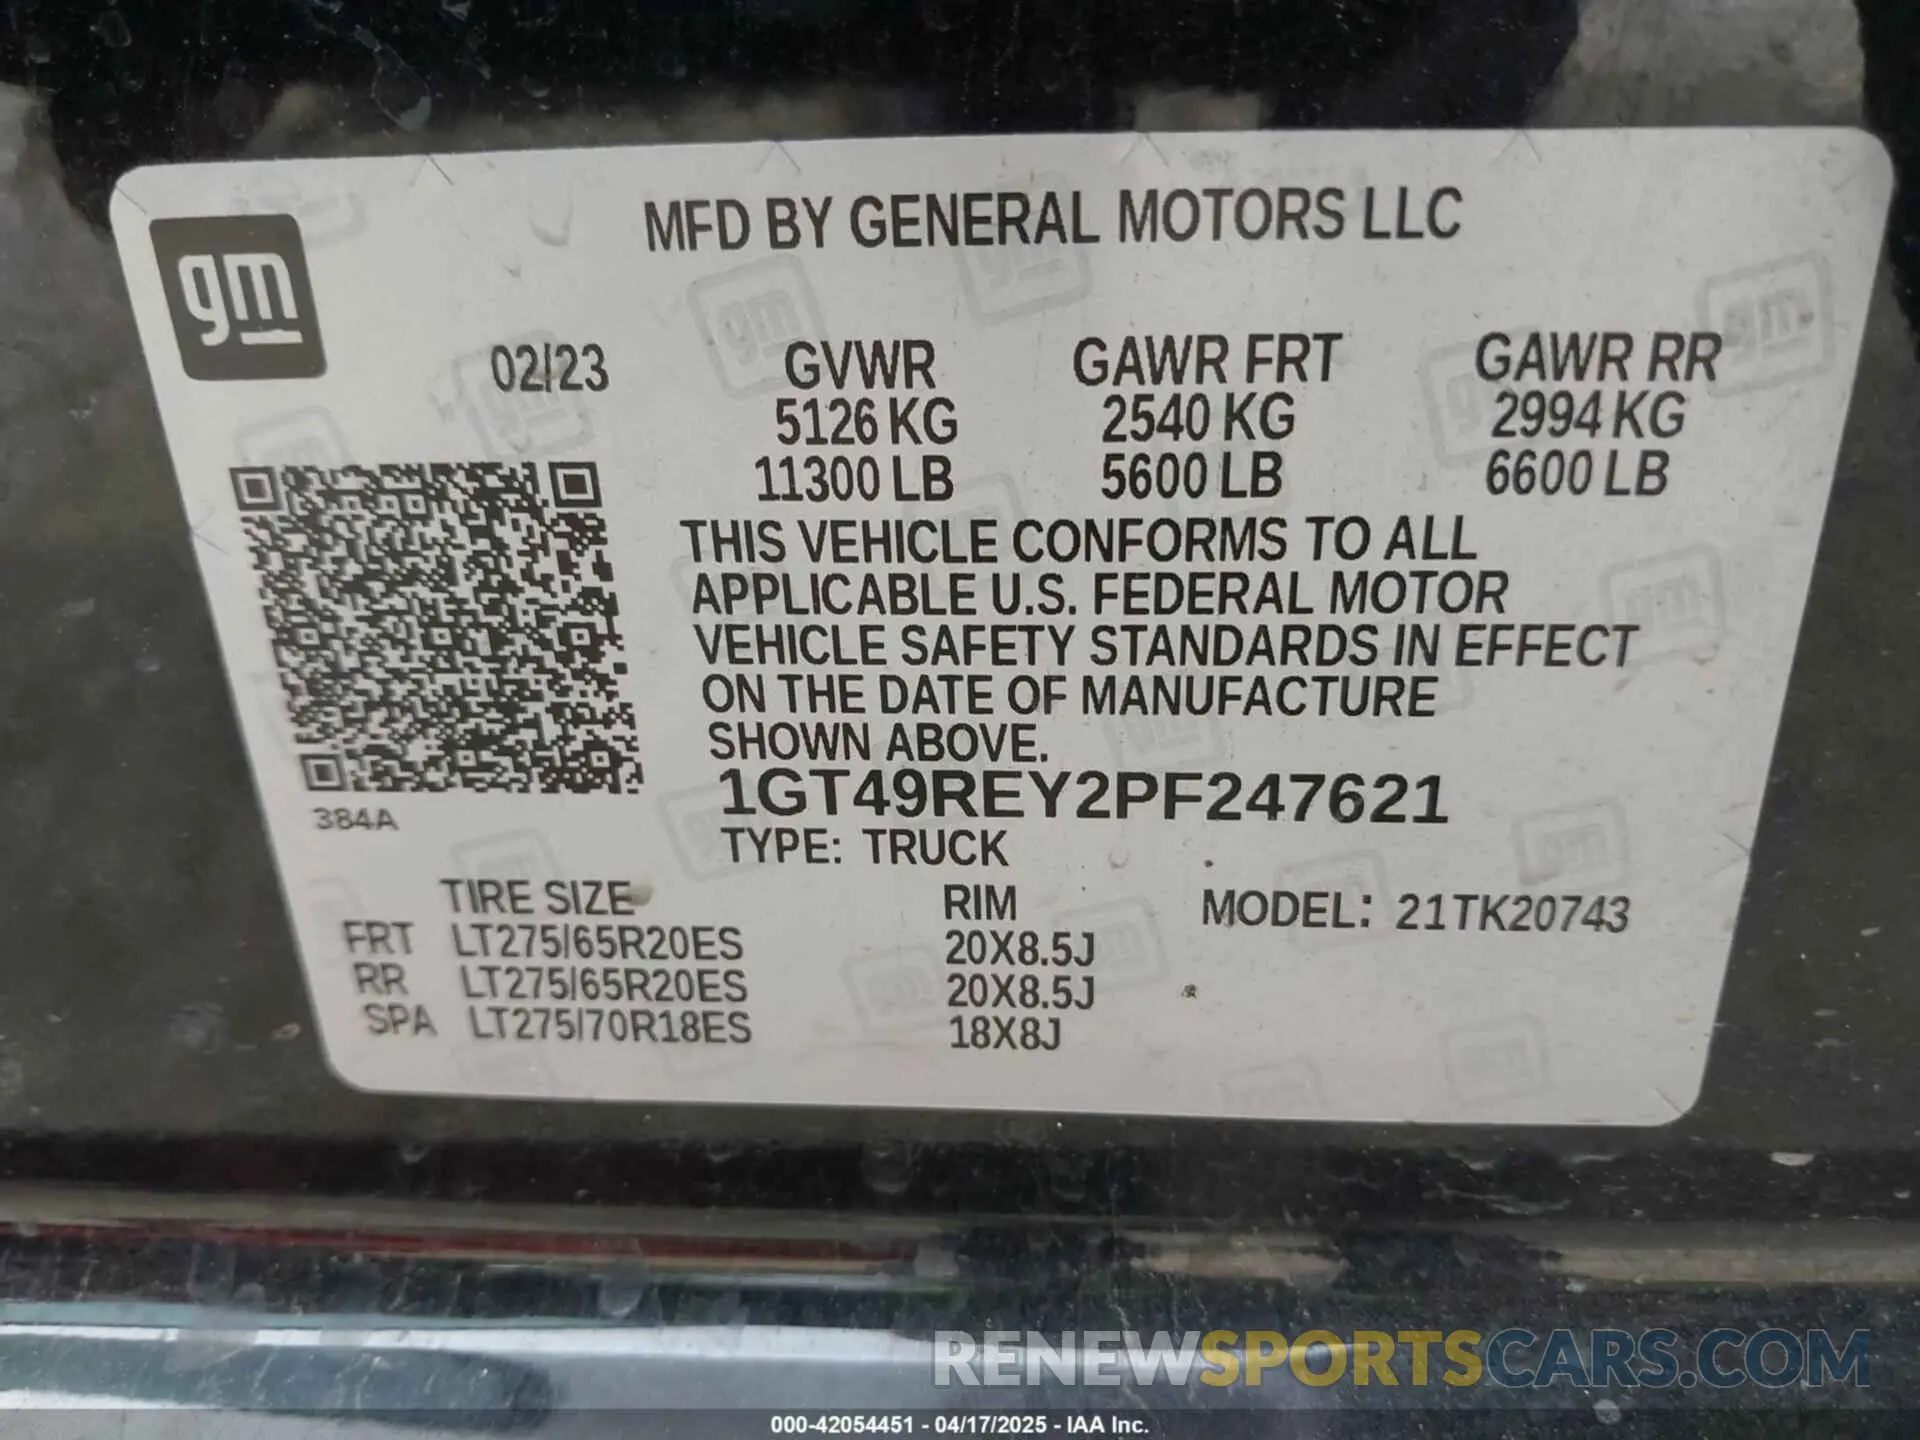 gm
MFD BY GENERAL MOTORS LLC
02/23 GVWR GAWR FRT GAWR RR
5126 KG 2540 KG 2994 KG
11300 LB 5600 LB 6600 LB
THIS VEHICLE CONFORMS TO ALL
APPLICABLE U.S. FEDERAL MOTOR
VEHICLE SAFETY STANDARDS IN EFFECT
ON THE DATE OF MANUFACTURE
SHOWN ABOVE.
1GT49REY2PF247621
384A
TYPE: TRUCK
TIRE SIZE RIM MODEL: 21TK20743
FRT LT275/65R20ES 20X8.5J
RR LT275/65R20ES 20X8.5J
SPA LT275/70R18ES 18X8J
RENEWSPORTSCARS.COM
000-42054451 - 04/17/2025 - IAA Inc.